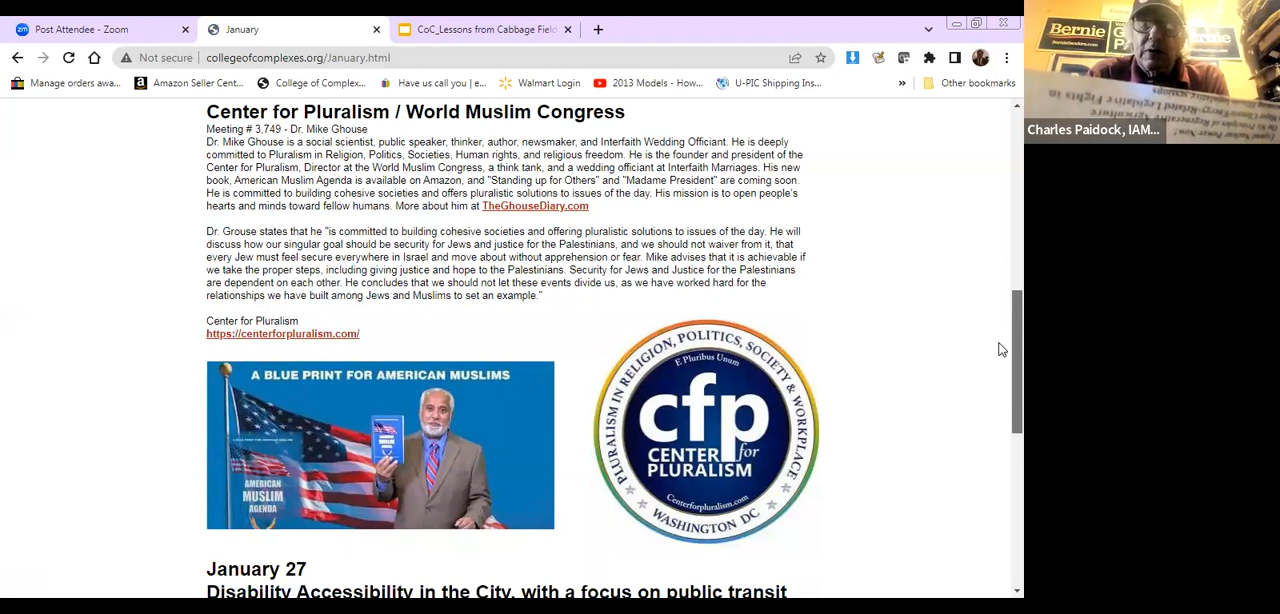 Post Attendee - Zoom
January
CoC_Lessons from Cabbage Field
Not secure
collegeofcomplexes.org/January.html
Manage orders awa...
Amazon Seller Cent...
College of Complex...
Have us call you | e...
Walmart Login
2013 Models - How...
U-PIC Shipping Ins...
»
Other bookmarks
Center for Pluralism / World Muslim Congress
Meeting # 3,749 - Dr. Mike Ghouse
Dr. Mike Ghouse is a social scientist, public speaker, thinker, author, newsmaker, and Interfaith Wedding Officiant. He is deeply
committed to Pluralism in Religion, Politics, Societies, Human rights, and religious freedom. He is the founder and president of the
Center for Pluralism, Director at the World Muslim Congress, a think tank, and a wedding officiant at Interfaith Marriages. His new
book, American Muslim Agenda is available on Amazon, and "Standing up for Others" and "Madame President" are coming soon.
He is committed to building cohesive societies and offers pluralistic solutions to issues of the day. His mission is to open people's
hearts and minds toward fellow humans. More about him at TheGhouseDiary.com
Dr. Grouse states that he "is committed to building cohesive societies and offering pluralistic solutions to issues of the day. He will
discuss how our singular goal should be security for Jews and justice for the Palestinians, and we should not waiver from it, that
every Jew must feel secure everywhere in Israel and move about without apprehension or fear. Mike advises that it is achievable if
we take the proper steps, including giving justice and hope to the Palestinians. Security for Jews and Justice for the Palestinians
are dependent on each other. He concludes that we should not let these events divide us, as we have worked hard for the
relationships we have built among Jews and Muslims to set an example."
Center for Pluralism
https://centerforpluralism.com/
A BLUE PRINT FOR AMERICAN MUSLIMS
AMERICAN
MUSLIM
AGENDA
PLURALISM IN RELIGION, POLITICS, SOCIETY & WORKPLACE
E Pluribus Unum
cfp
CENTER for
PLURALISM
Centerforpluralism.com
WASHINGTON DC
January 27
Disability Accessibility in the City, with a focus on public transit
zm
Bernie
Charles Paidock, IAM...